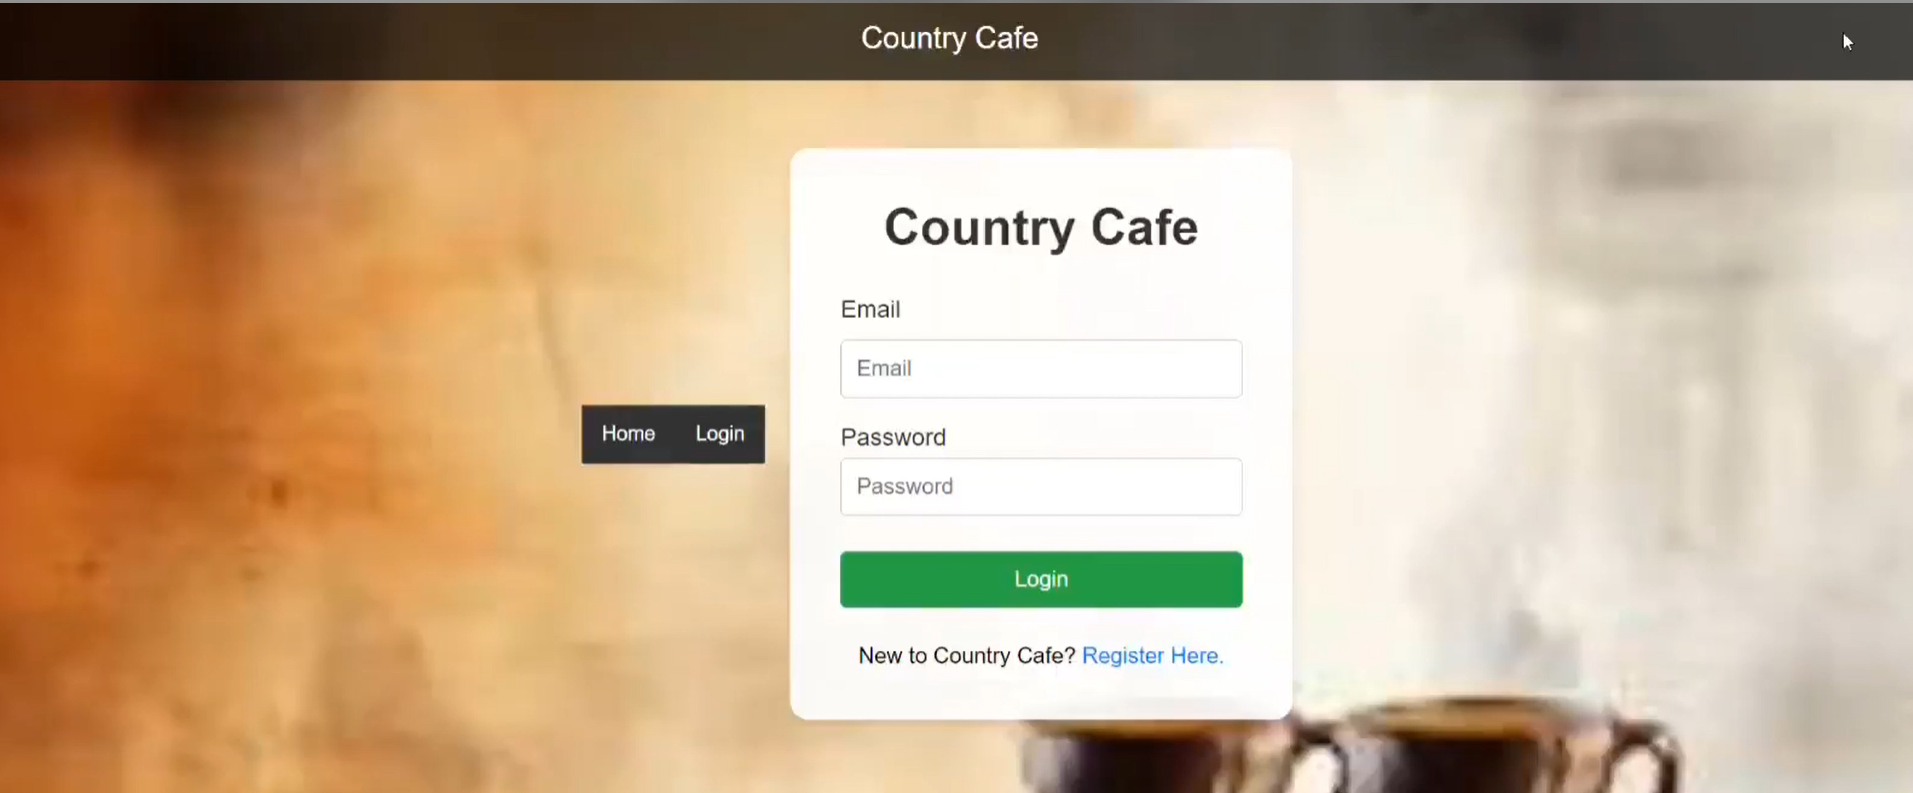 Country Cafe
Country Cafe
Email
Email
Home Login
Password
Password
Login
New to Country Cafe? Register Here.